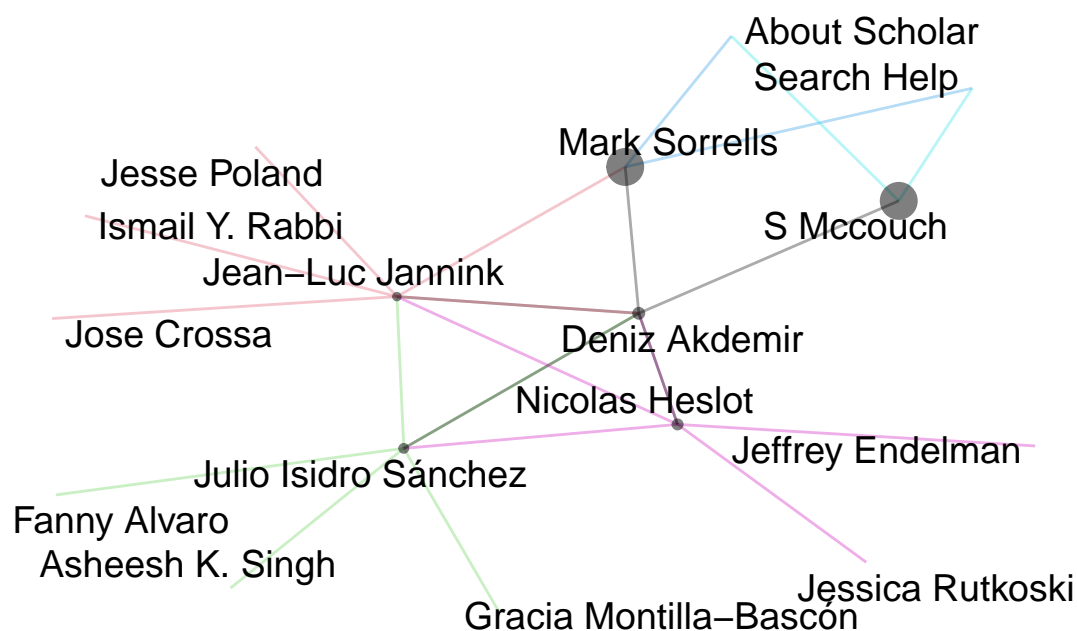 About Scholar
Search Help
Mark Sorrells
Jesse Poland
Ismail Y. Rabbi
S Mccouch
Jean−Luc Jannink
Jose Crossa
Deniz Akdemir
Nicolas Heslot
Jeffrey Endelman
Julio Isidro Sánchez
Fanny Alvaro
Asheesh K. Singh
Jessica Rutkoski
Gracia Montilla−Bascón